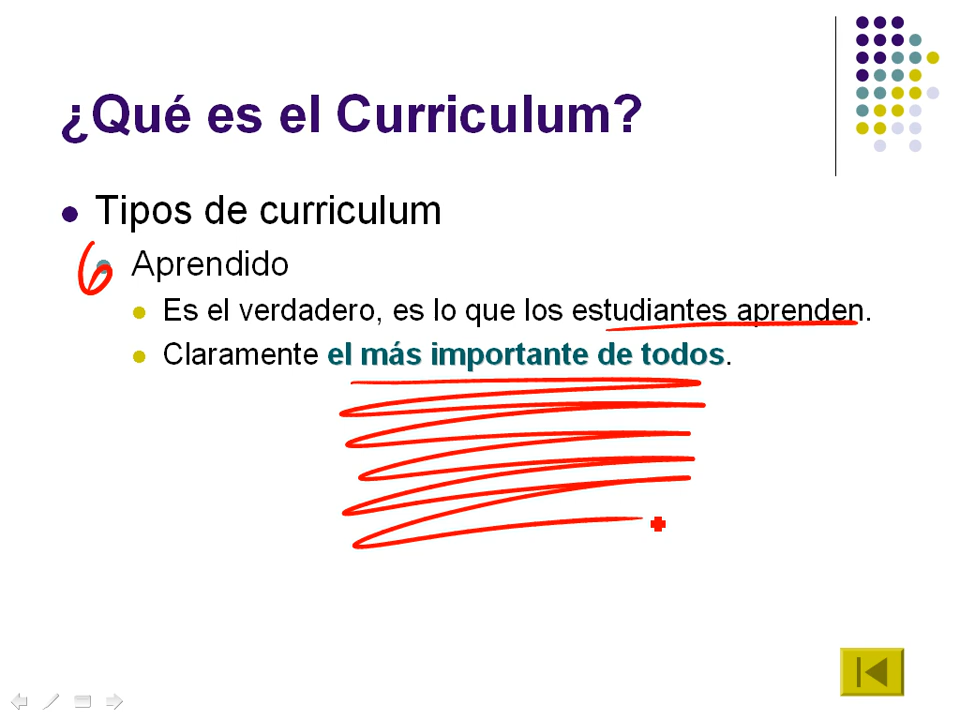 ¿Qué es el Curriculum?
Tipos de curriculum
6 Aprendido
Es el verdadero, es lo que los estudiantes aprenden.
Claramente el más importante de todos.